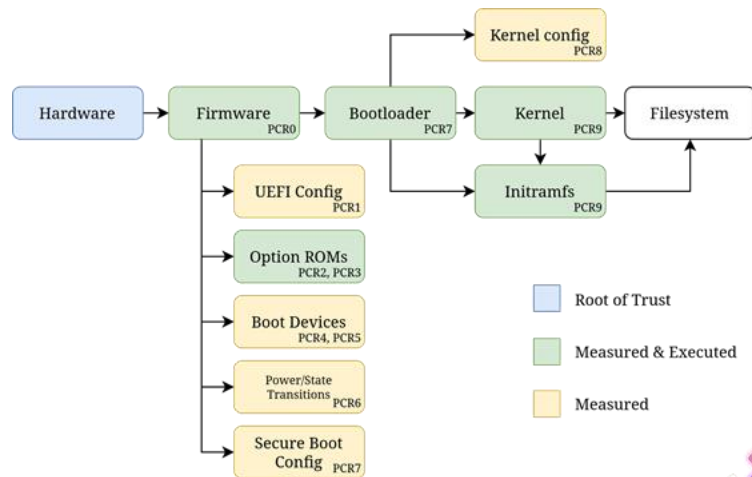 Kernel config
PCR8
Hardware
Firmware
PCR0
Bootloader
PCR7
Kernel
PCR9
Filesystem
UEFI Config
PCR1
Initramfs
PCR9
Option ROMs
PCR2, PCR3
Boot Devices
PCR4, PCR5
Power/State
Transitions
PCR6
Secure Boot
Config
PCR7
Root of Trust
Measured & Executed
Measured